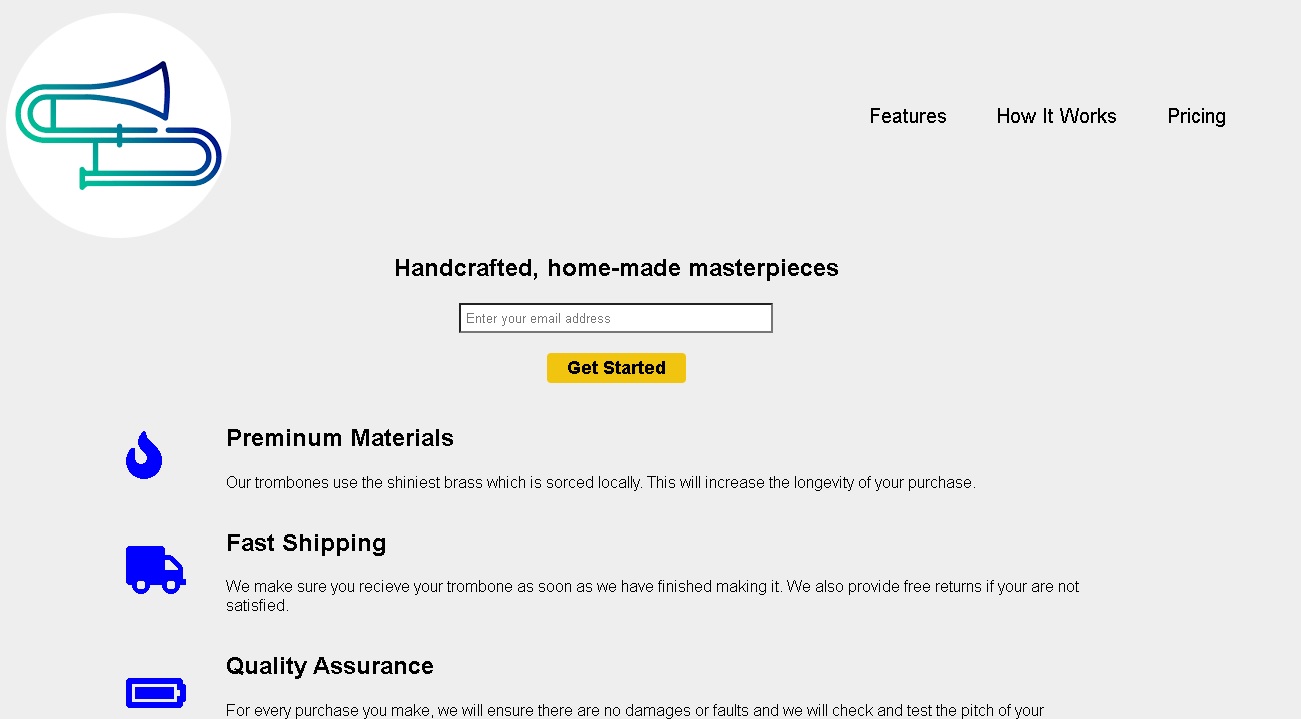 Features How It Works Pricing
Handcrafted, home-made masterpieces
Enter your email address
Get Started
Preminum Materials
Our trombones use the shiniest brass which is sorced locally. This will increase the longevity of your purchase.
Fast Shipping
We make sure you recieve your trombone as soon as we have finished making it. We also provide free returns if your are not
satisfied.
Quality Assurance
For every purchase you make, we will ensure there are no damages or faults and we will check and test the pitch of your